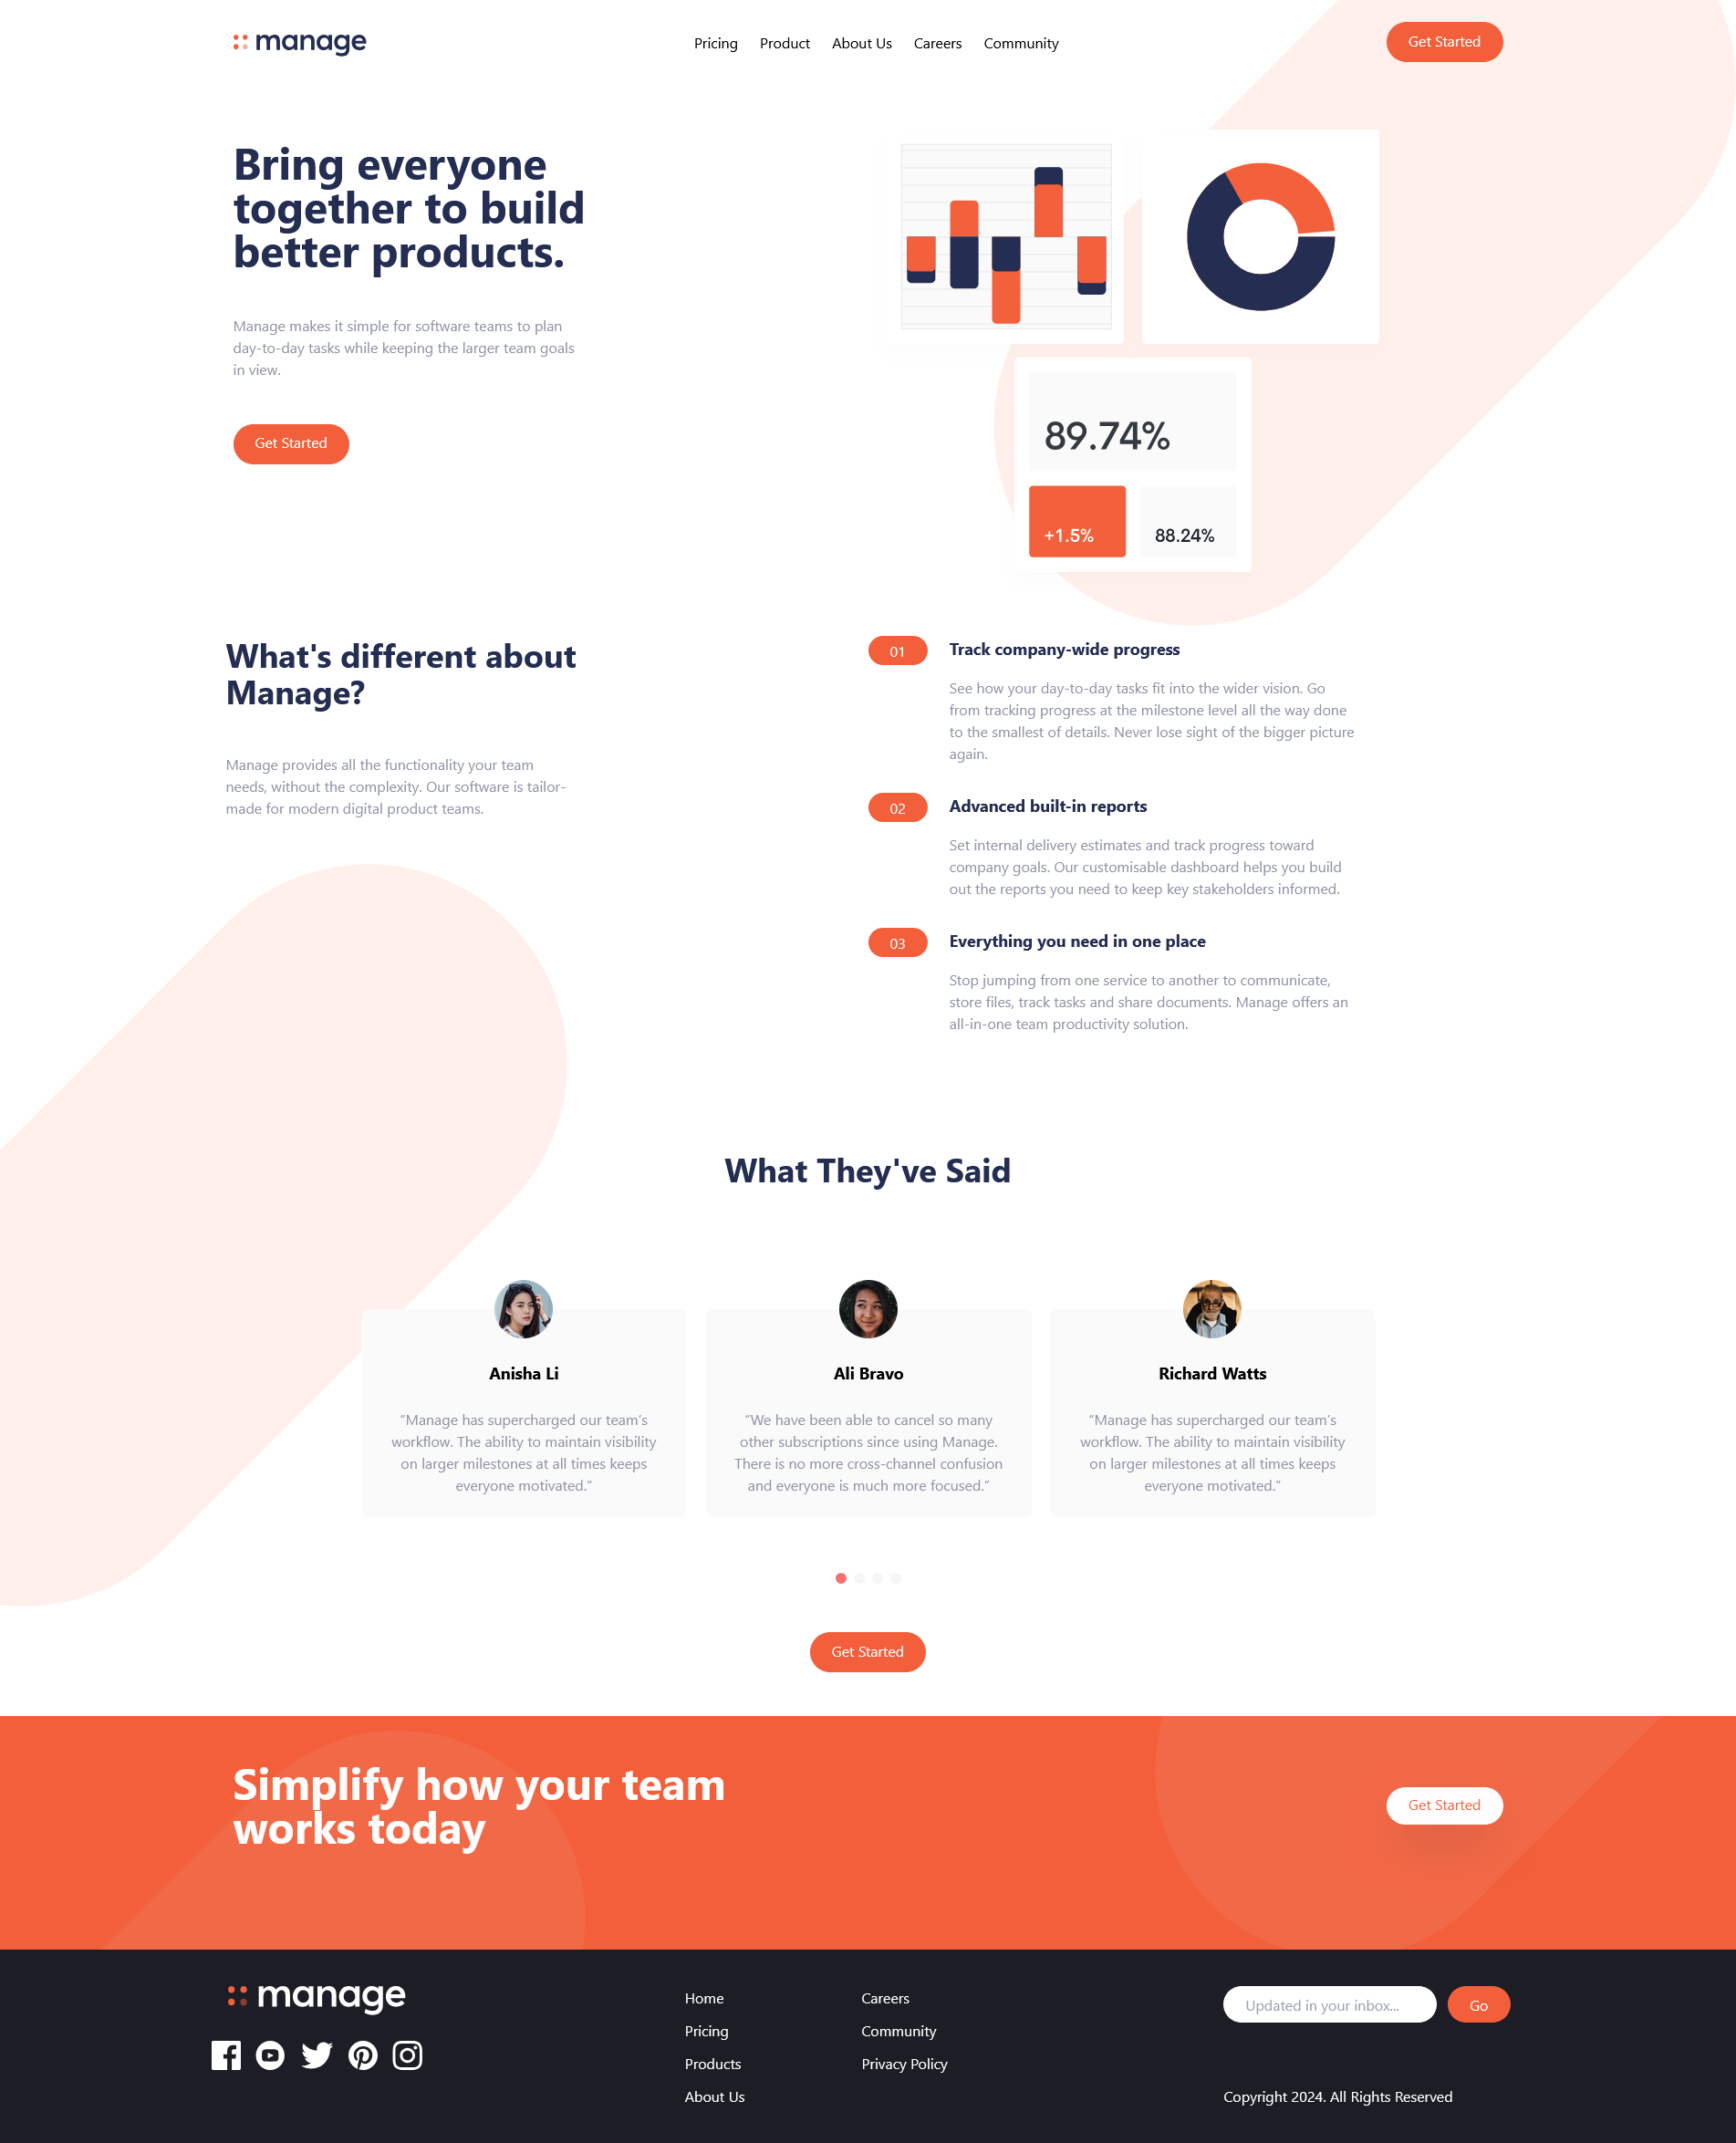 manage
Pricing Product About Us Careers Community
Get Started
Bring everyone
together to build
better products.
Manage makes it simple for software teams to plan
day-to-day tasks while keeping the larger team goals
in view.
Get Started
89.74%
+1.5%
88.24%
What's different about
Manage?
Manage provides all the functionality your team
needs, without the complexity. Our software is tailor-
made for modern digital product teams.
01
Track company-wide progress
See how your day-to-day tasks fit into the wider vision. Go
from tracking progress at the milestone level all the way done
to the smallest of details. Never lose sight of the bigger picture
again.
02
Advanced built-in reports
Set internal delivery estimates and track progress toward
company goals. Our customisable dashboard helps you build
out the reports you need to keep key stakeholders informed.
03
Everything you need in one place
Stop jumping from one service to another to communicate,
store files, track tasks and share documents. Manage offers an
all-in-one team productivity solution.
What They've Said
Anisha Li
“Manage has supercharged our team’s
workflow. The ability to maintain visibility
on larger milestones at all times keeps
everyone motivated.”
Ali Bravo
“We have been able to cancel so many
other subscriptions since using Manage.
There is no more cross-channel confusion
and everyone is much more focused.”
Richard Watts
“Manage has supercharged our team’s
workflow. The ability to maintain visibility
on larger milestones at all times keeps
everyone motivated.”
Get Started
Simplify how your team
works today
Get Started
manage
Home
Pricing
Products
About Us
Careers
Community
Privacy Policy
Updated in your inbox...
Go
Copyright 2024. All Rights Reserved